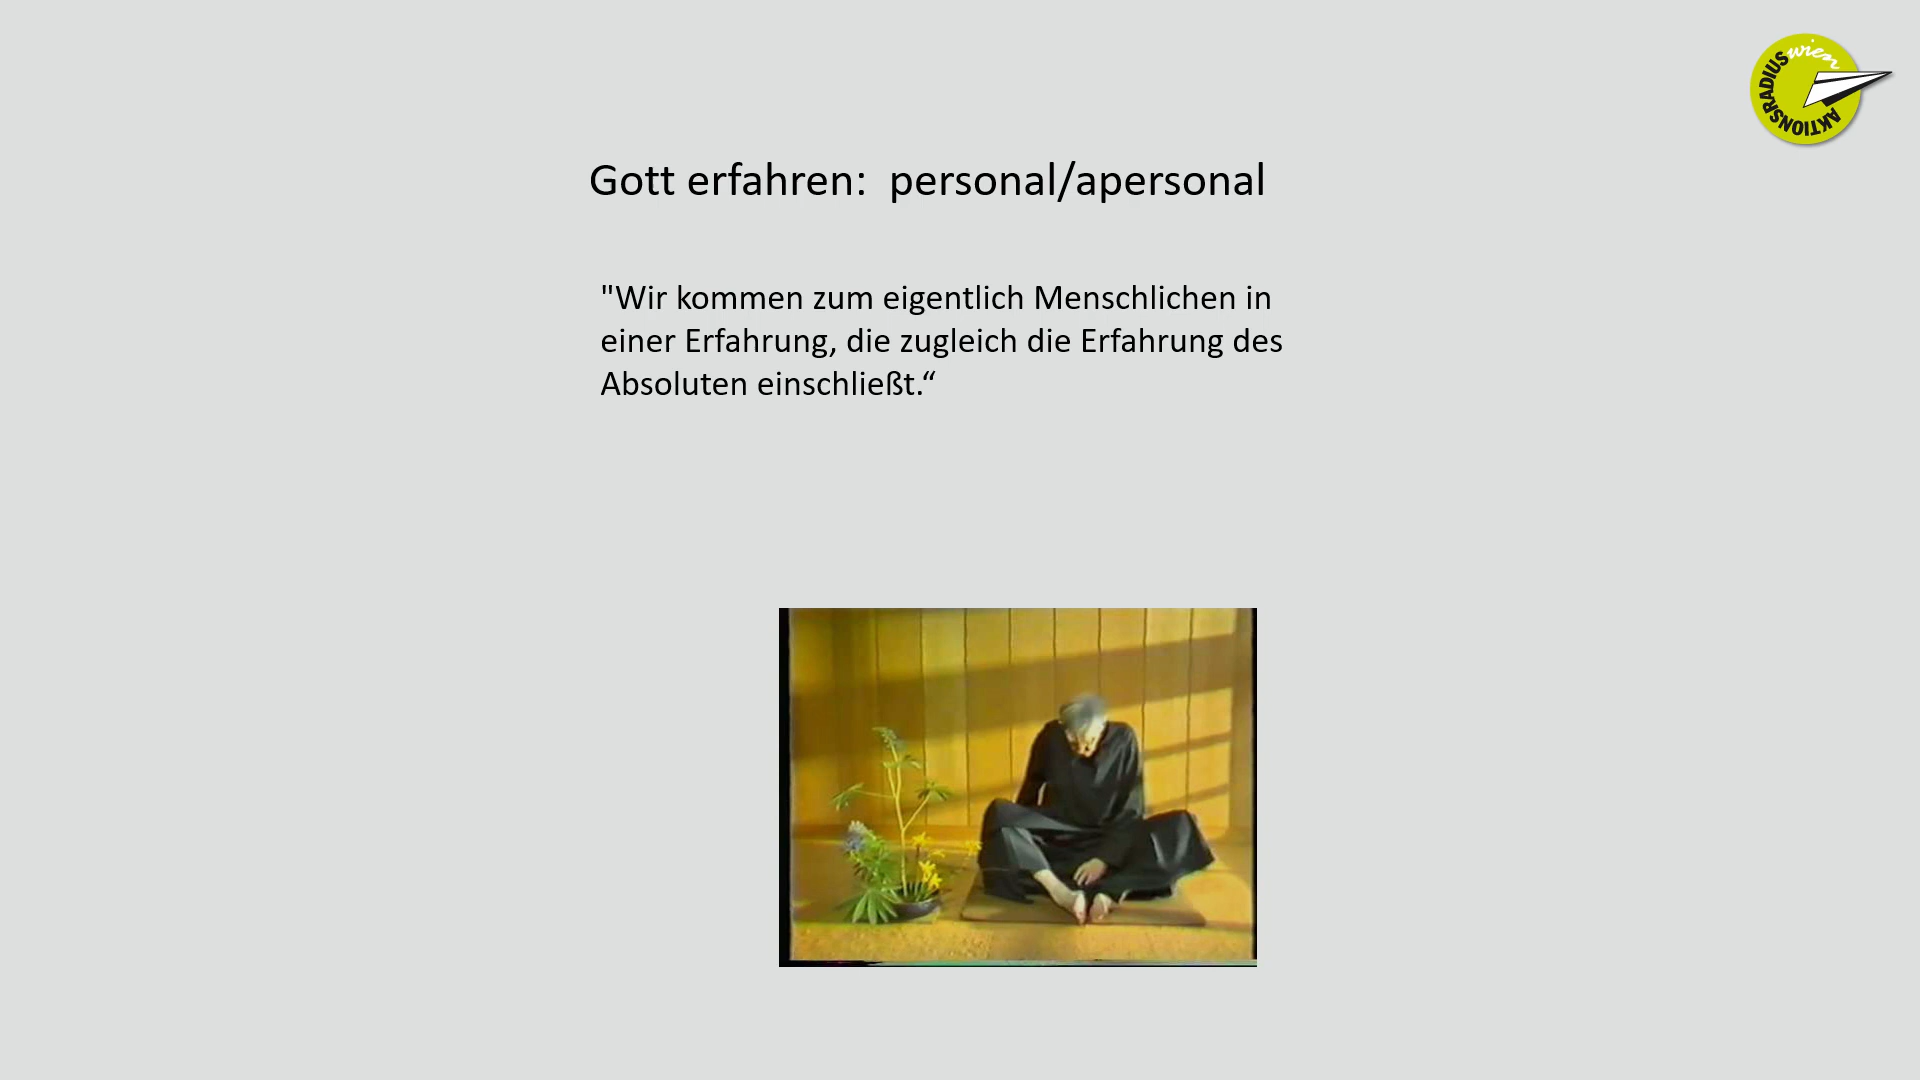 wien
AKTIONSRADIUS
Gott erfahren:  personal/apersonal
"Wir kommen zum eigentlich Menschlichen in
einer Erfahrung, die zugleich die Erfahrung des
Absoluten einschließt.“